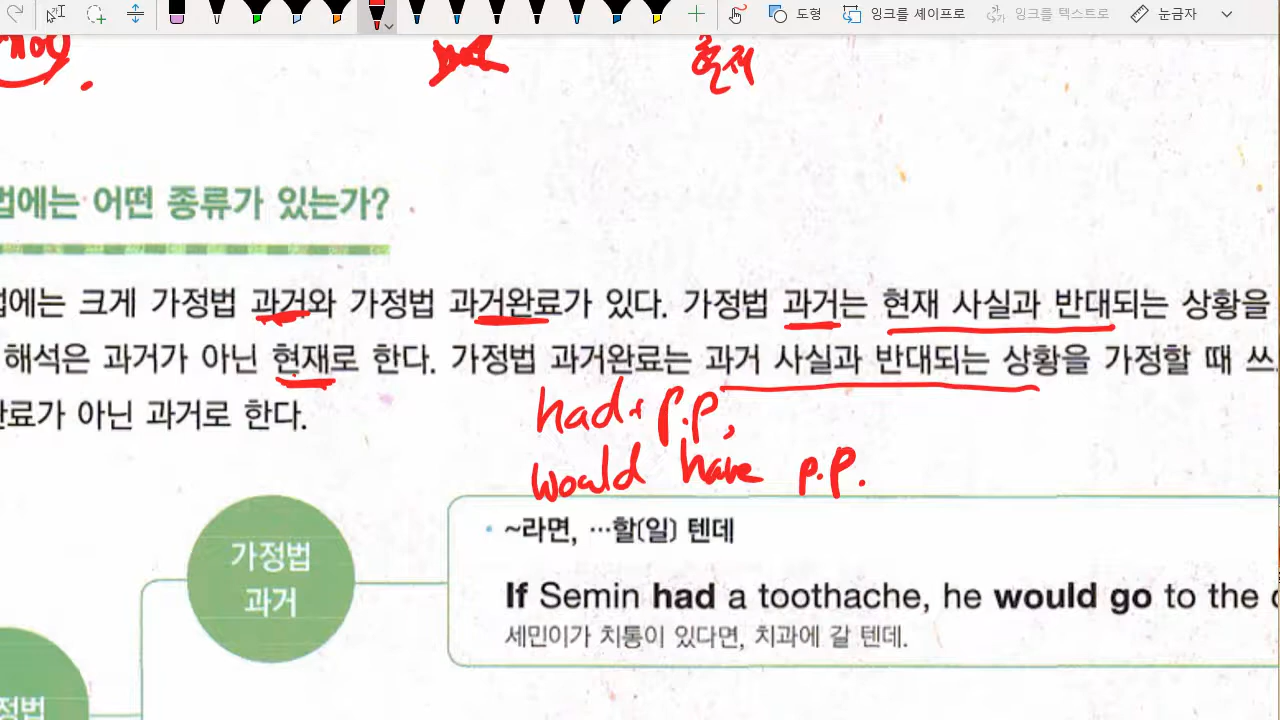 도형 잉크를 셰이프로 잉크를 텍스트로 눈금자
현재
법에는 어떤 종류가 있는가?
법에는 크게 가정법 과거와 가정법 과거완료가 있다. 가정법 과거는 현재 사실과 반대되는 상황을
해석은 과거가 아닌 현재로 한다. 가정법 과거완료는 과거 사실과 반대되는 상황을 가정할 때 쓰
완료가 아닌 과거로 한다.
had + p.p,
would have p.p.
가정법
과거
~라면, …할(일) 텐데
If Semin had a toothache, he would go to the
세민이가 치통이 있다면, 치과에 갈 텐데.
정법